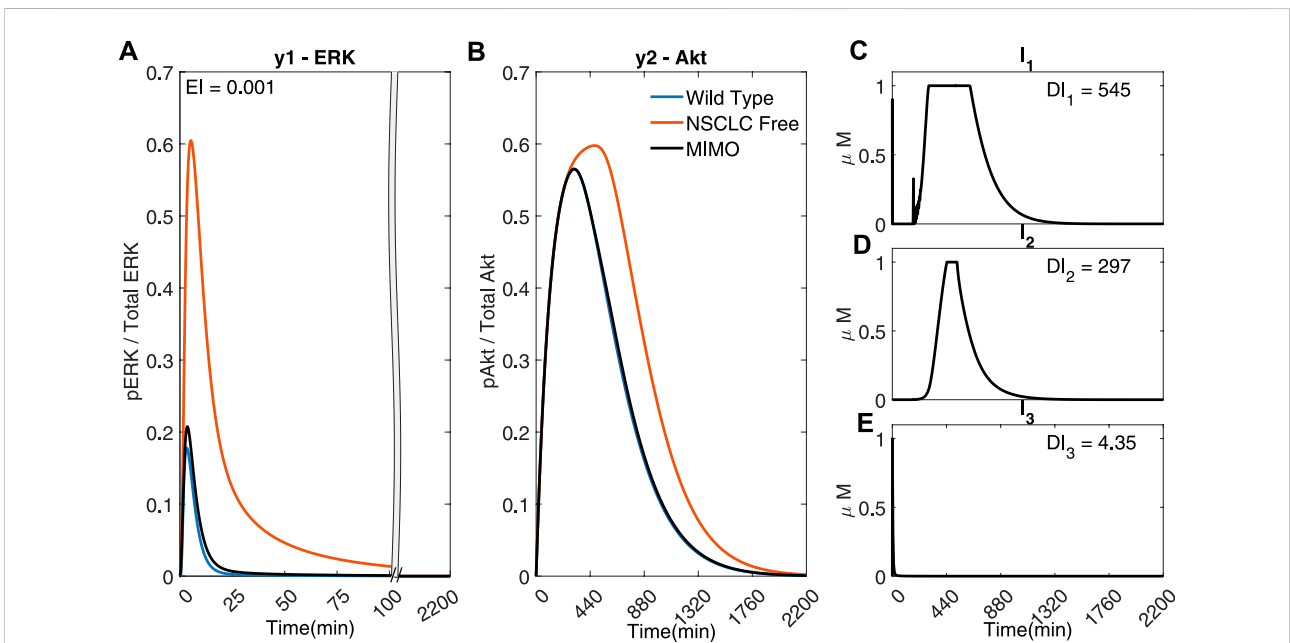 A
y1 - ERK
EI = 0.001
pERK / Total ERK
0.7
0.6
0.5
0.4
0.3
0.2
0.1
0
0
25
50
75
100
2200
Time(min)
B
y2 - Akt
Wild Type
NSCLC Free
MIMO
pAkt / Total Akt
0.7
0.6
0.5
0.4
0.3
0.2
0.1
0
0
440
880
1320
1760
2200
Time(min)
C
I1
DI1 = 545
μ M
1
0.5
0
D
I2
DI2 = 297
μ M
1
0.5
0
E
I3
DI3 = 4.35
μ M
1
0.5
0
0
440
880
1320
1760
2200
Time(min)